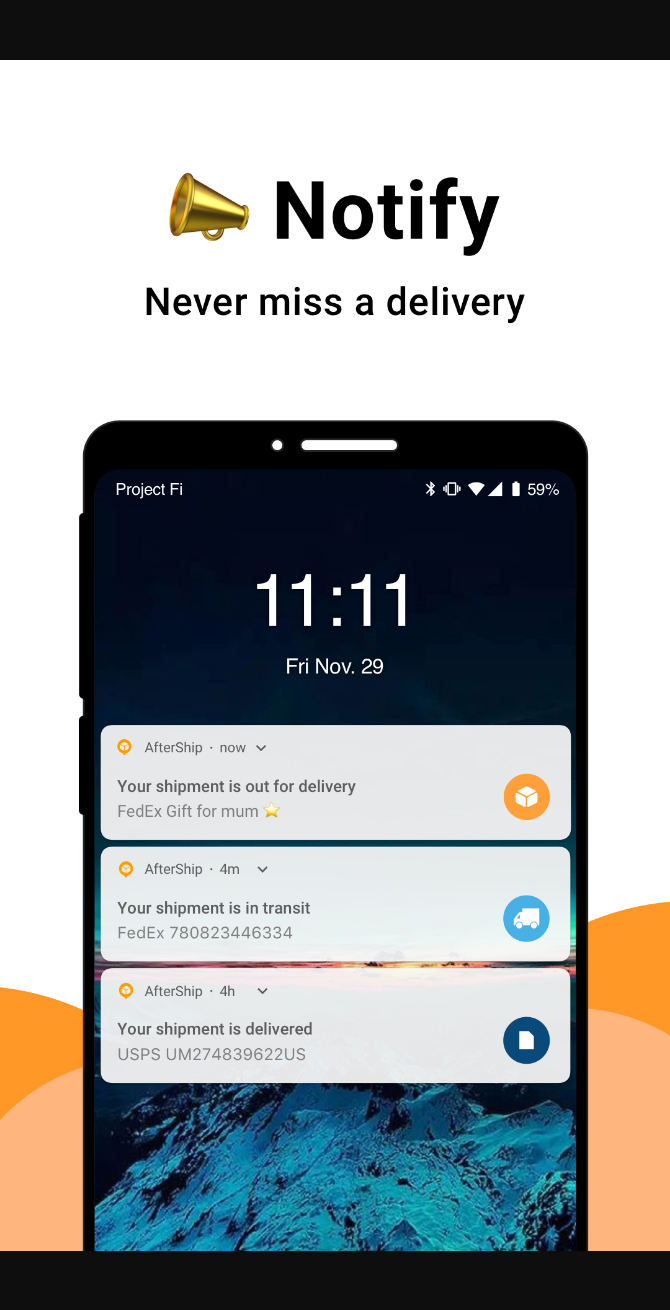 Notify
Never miss a delivery
Project Fi 59%
11:11
Fri Nov. 29
AfterShip · now
Your shipment is out for delivery
FedEx Gift for mum ⭐
AfterShip · 4m
Your shipment is in transit
FedEx 780823446334
AfterShip · 4h
Your shipment is delivered
USPS UM274839622US